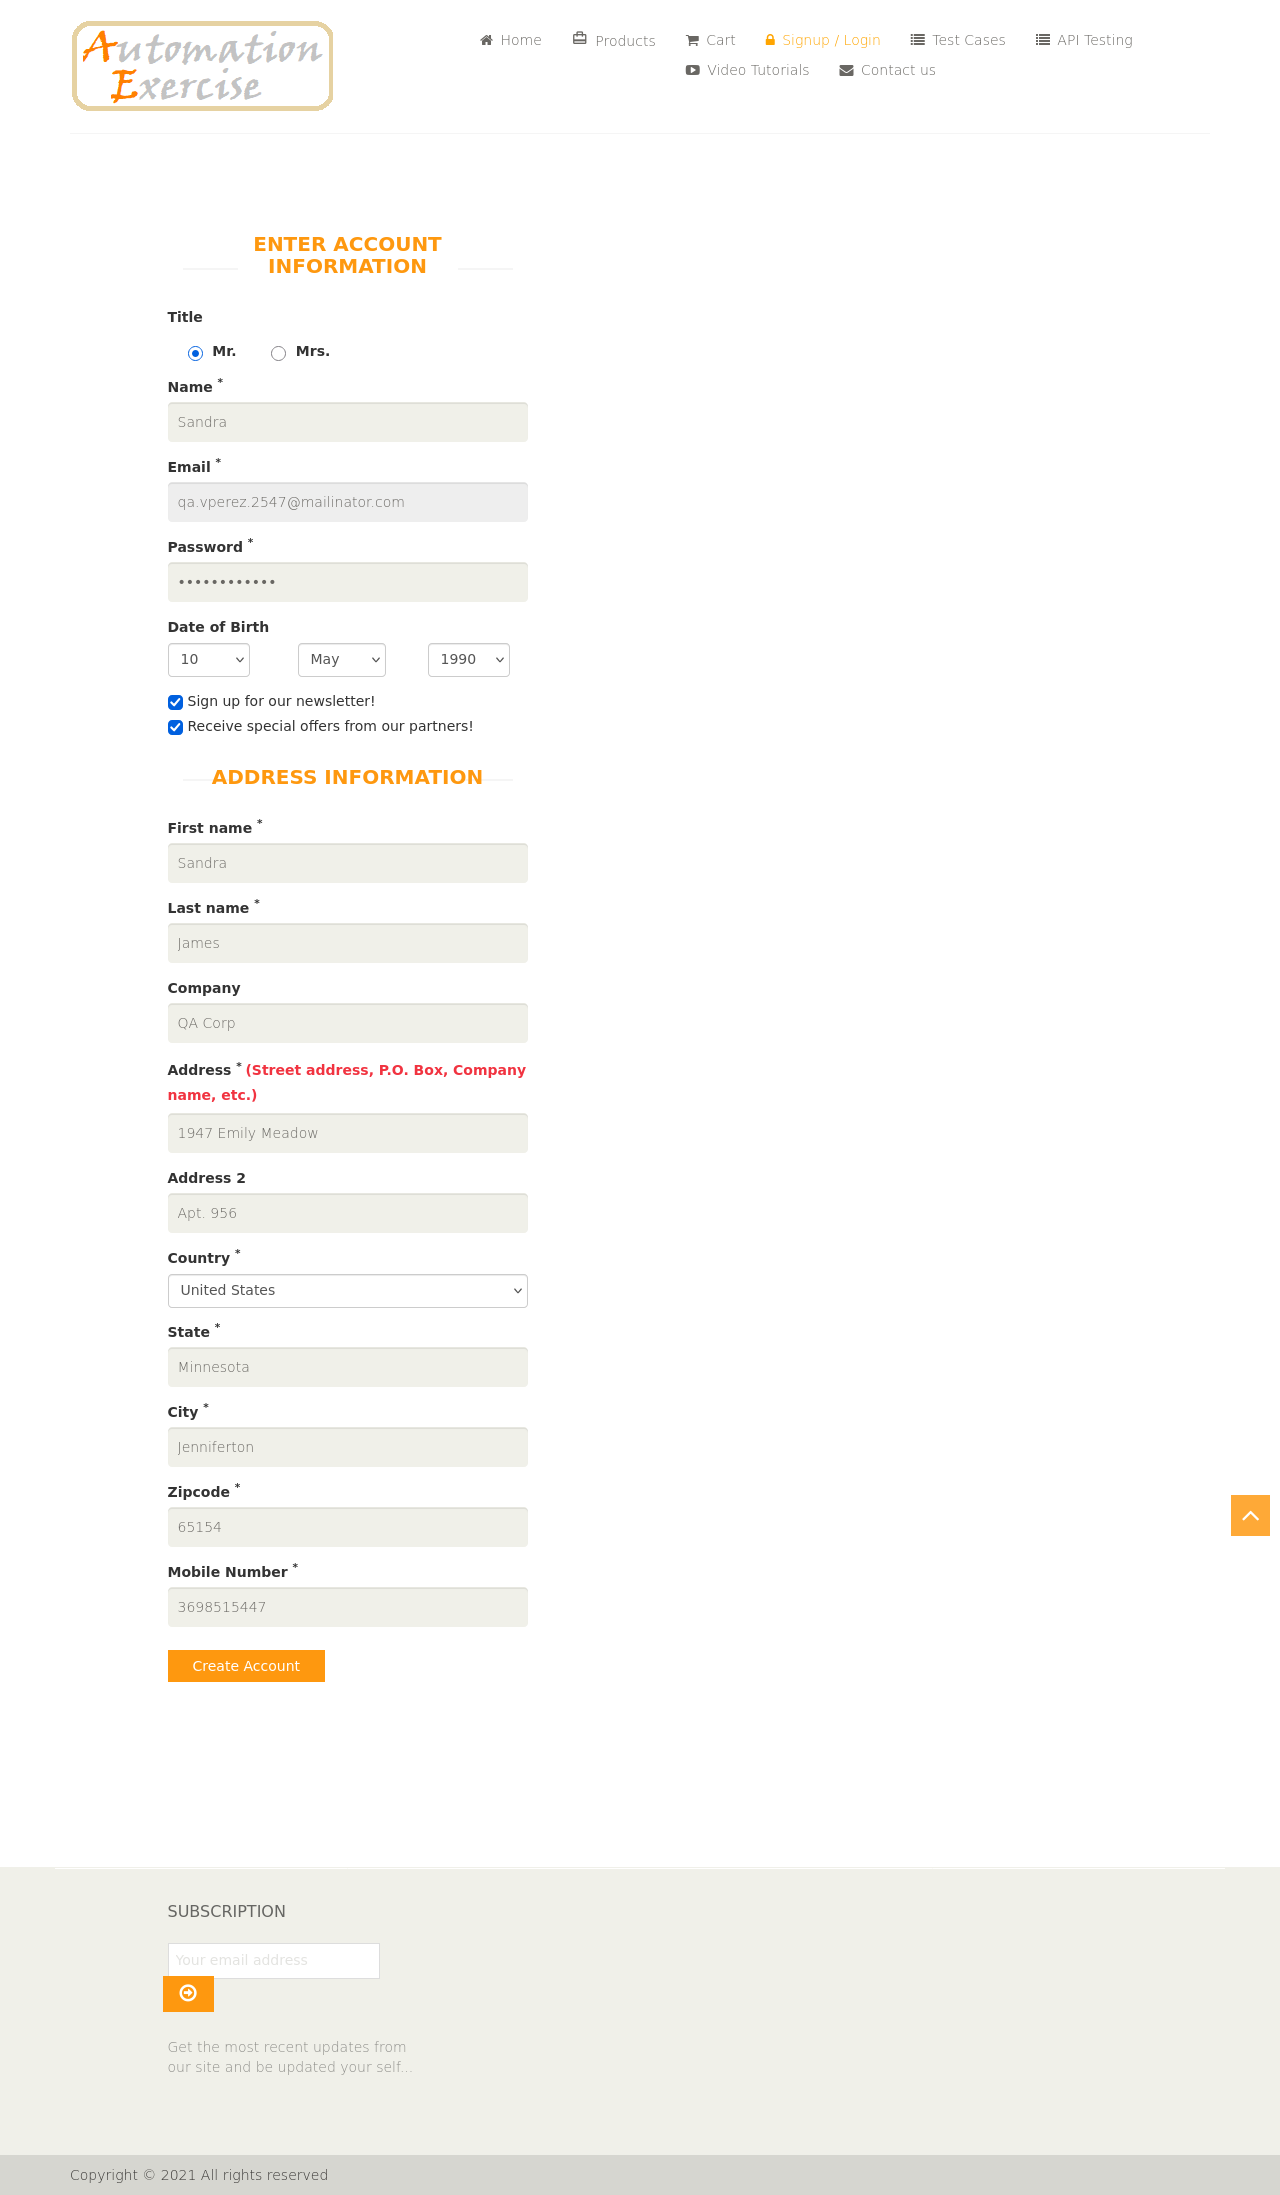 Automation
Exercise
Home
Products
Cart
Signup / Login
Test Cases
API Testing
Video Tutorials
Contact us
ENTER ACCOUNT
INFORMATION
Title
Mr.
Mrs.
Name *
Sandra
Email *
qa.vperez.2547@mailinator.com
Password *
••••••••••••
Date of Birth
10
May
1990
Sign up for our newsletter!
Receive special offers from our partners!
ADDRESS INFORMATION
First name *
Sandra
Last name *
James
Company
QA Corp
Address * (Street address, P.O. Box, Company
name, etc.)
1947 Emily Meadow
Address 2
Apt. 956
Country *
United States
State *
Minnesota
City *
Jenniferton
Zipcode *
65154
Mobile Number *
3698515447
Create Account
SUBSCRIPTION
Your email address
Get the most recent updates from
our site and be updated your self...
Copyright © 2021 All rights reserved